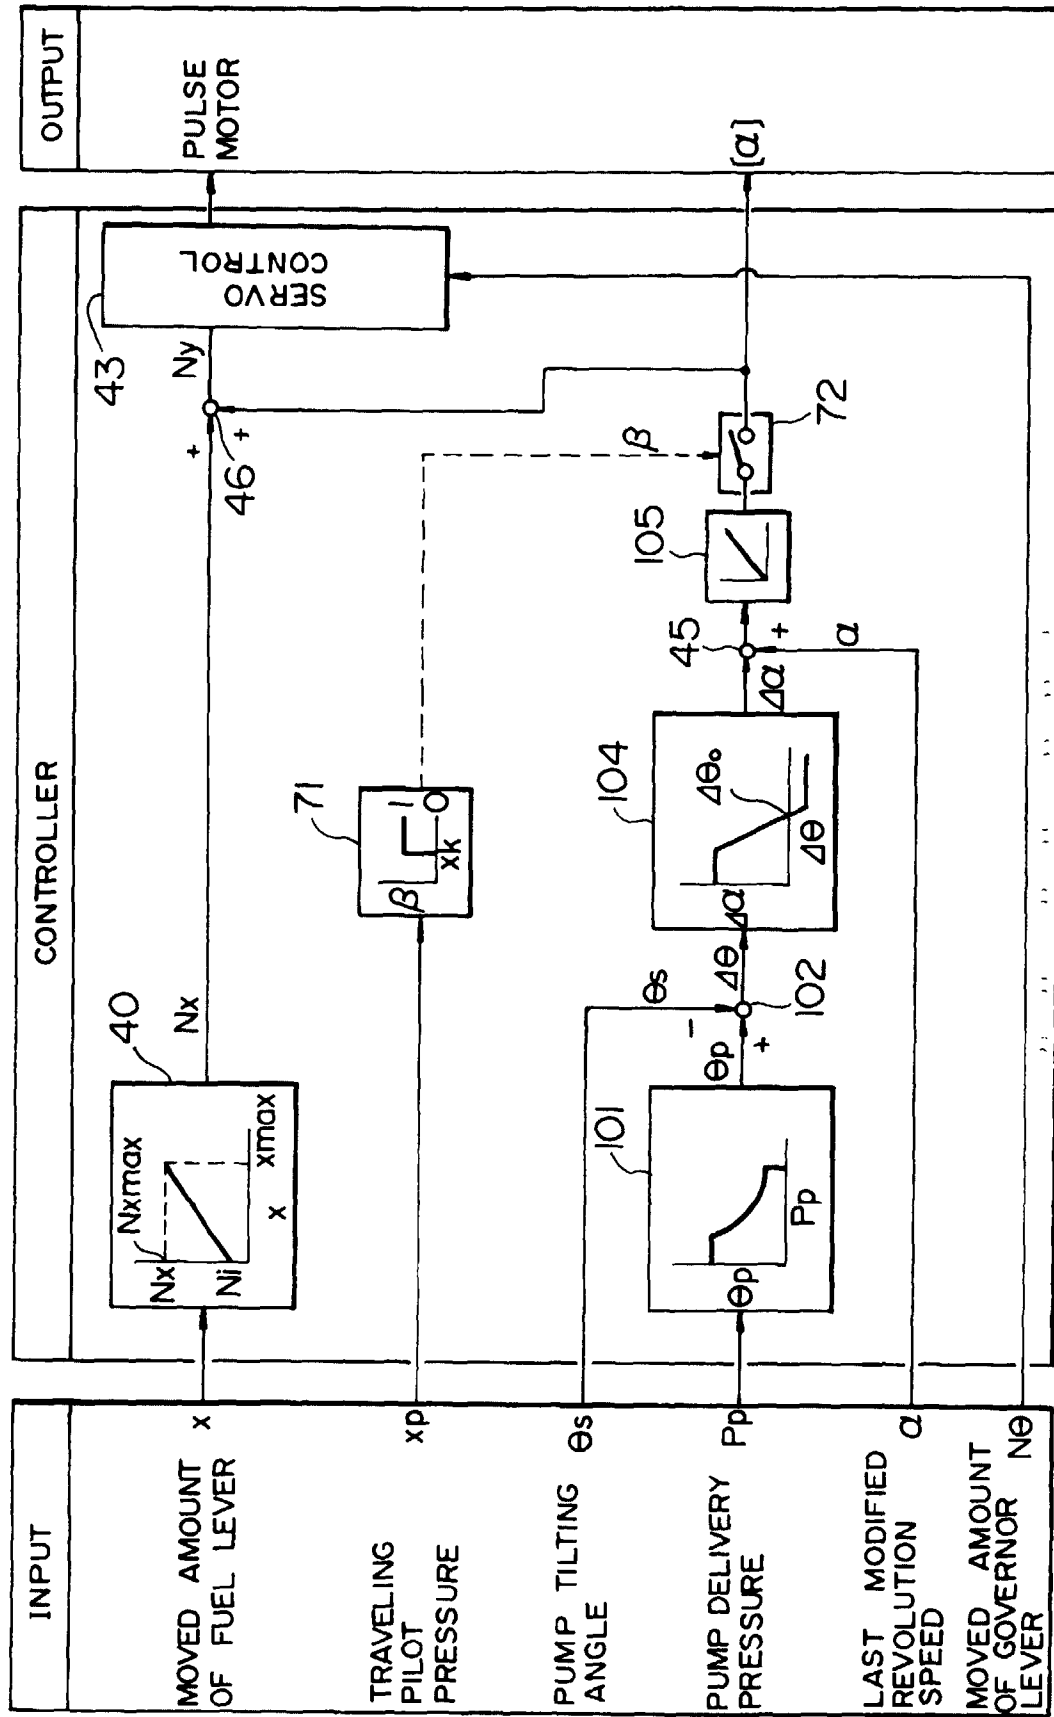 INPUT
MOVED AMOUNT
OF FUEL LEVER
x
TRAVELING
PILOT
PRESSURE
xp
PUMP TILTING
ANGLE
θs
PUMP DELIVERY
PRESSURE
Pp
LAST MODIFIED
REVOLUTION
SPEED
α
MOVED AMOUNT
OF GOVERNOR
LEVER
Nθ
CONTROLLER
40
Nxmax
Nx
Ni
xmax
x
Nx
+
+
46
Ny
43
SERVO
CONTROL
71
β
1
0
xk
β
θs
-
101
θp
Pp
θp
+
102
Δθ
104
Δα
Δθo
Δθ
Δα
45
+
α
105
72
OUTPUT
PULSE
MOTOR
[α]